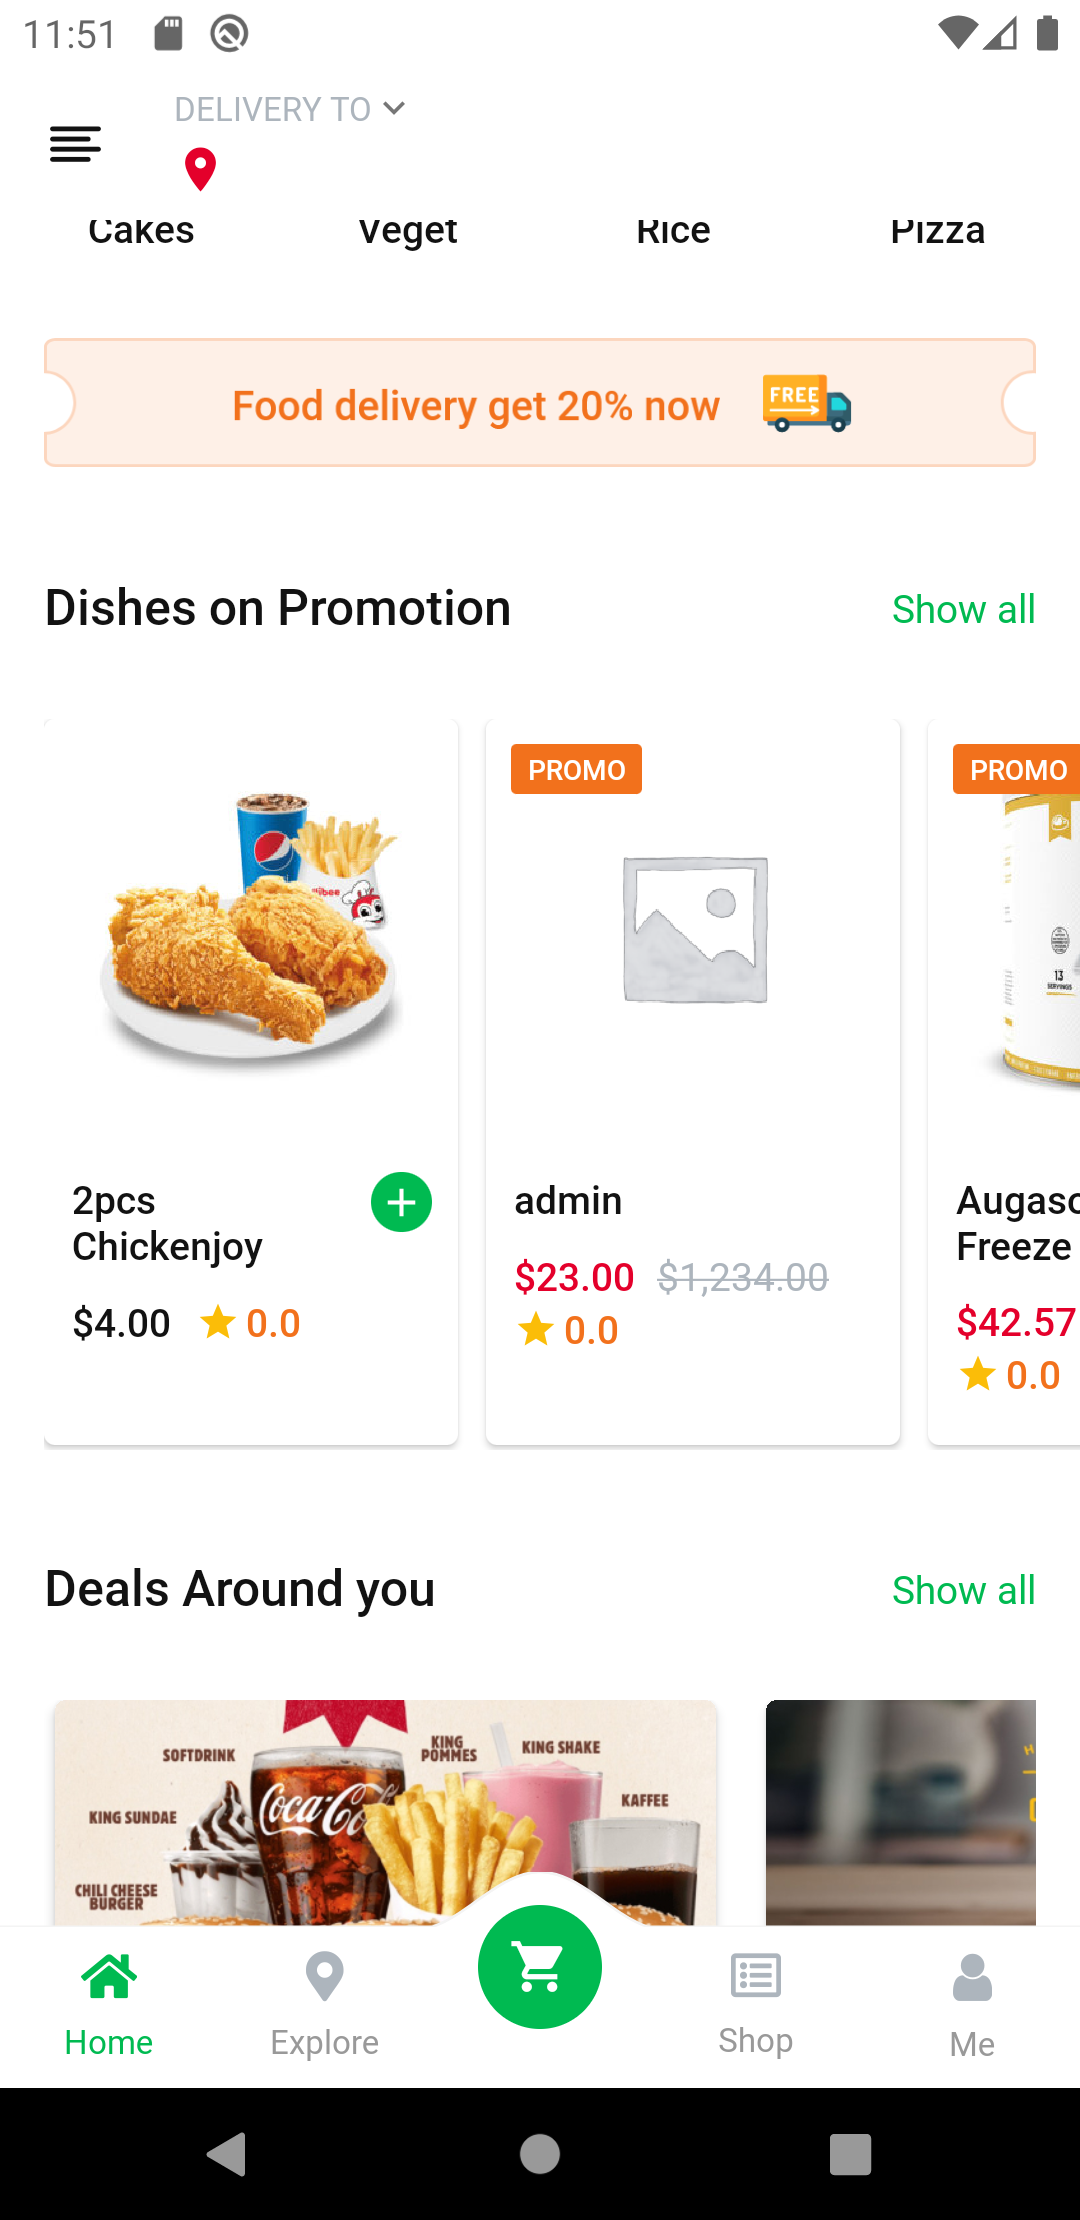 11:51
DELIVERY TO
Cakes Veget Rice Pizza
Food delivery get 20% now
FREE
Dishes on Promotion Show all
PROMO PROMO
13
SERVINGS
2pcs
Chickenjoy
$4.00 0.0
admin
$23.00 $1,234.00
0.0
Augaso
Freeze
$42.57
0.0
Deals Around you Show all
SOFTDRINK
KING
POMMES
KING SHAKE
KING SUNDAE
Coca-Co
KAFFEE
CHILI CHEESE
BURGER
Home Explore Shop Me